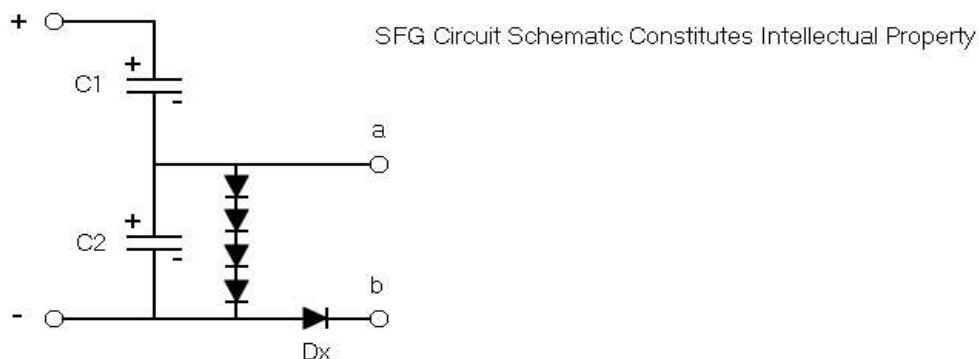 +
SFG Circuit Schematic Constitutes Intellectual Property
+
C1
-
a
+
C2
-
b
-
Dx